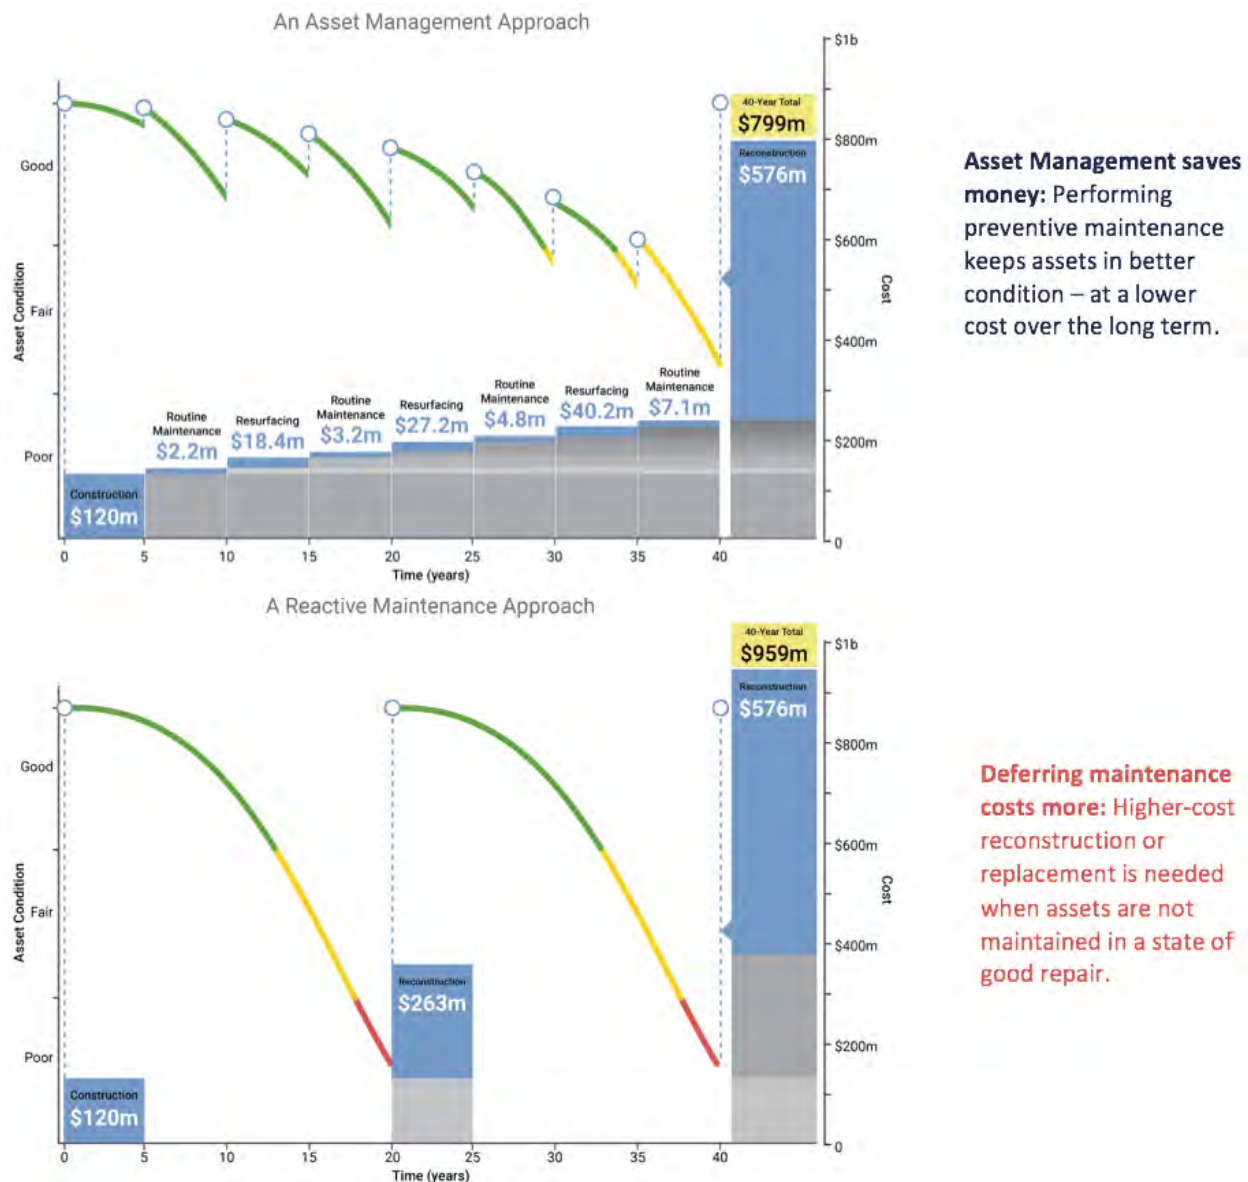 An Asset Management Approach
$1b
40-Year Total
$799m
$800m
Reconstruction
$576m
Good
$600m
Asset Condition
Cost
Fair
$400m
Routine
Maintenance
$2.2m
Resurfacing
$18.4m
Routine
Maintenance
$3.2m
Resurfacing
$27.2m
Routine
Maintenance
$4.8m
Resurfacing
$40.2m
Routine
Maintenance
$7.1m
$200m
Poor
Construction
$120m
0
0 5 10 15 20 25 30 35 40
Time (years)
Asset Management saves
money: Performing
preventive maintenance
keeps assets in better
condition – at a lower
cost over the long term.
A Reactive Maintenance Approach
40-Year Total
$959m
$1b
Reconstruction
$576m
$800m
Good
$600m
Asset Condition
Cost
Fair
$400m
Reconstruction
$263m
$200m
Poor
Construction
$120m
0
0 5 10 15 20 25 30 35 40
Time (years)
Deferring maintenance
costs more: Higher-cost
reconstruction or
replacement is needed
when assets are not
maintained in a state of
good repair.